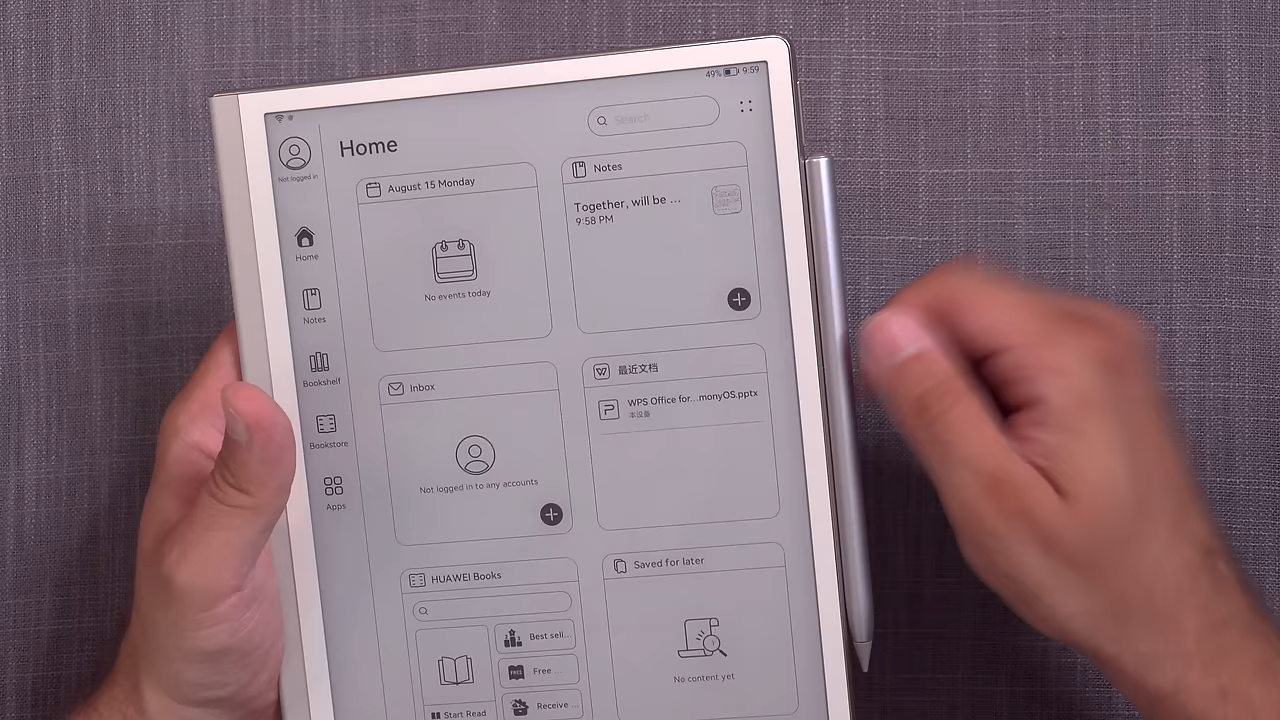 49% 9:59
Not logged in
Home
Search
August 15 Monday
No events today
Notes
Together, will be ...
9:58 PM
Home
Notes
Bookshelf
Bookstore
Apps
Inbox
Not logged in to any accounts
最近文档
WPS Office for...monyOS.pptx
本设备
HUAWEI Books
Best sell...
FREE
Free ...
Receive ...
Start Read
Saved for later
No content yet